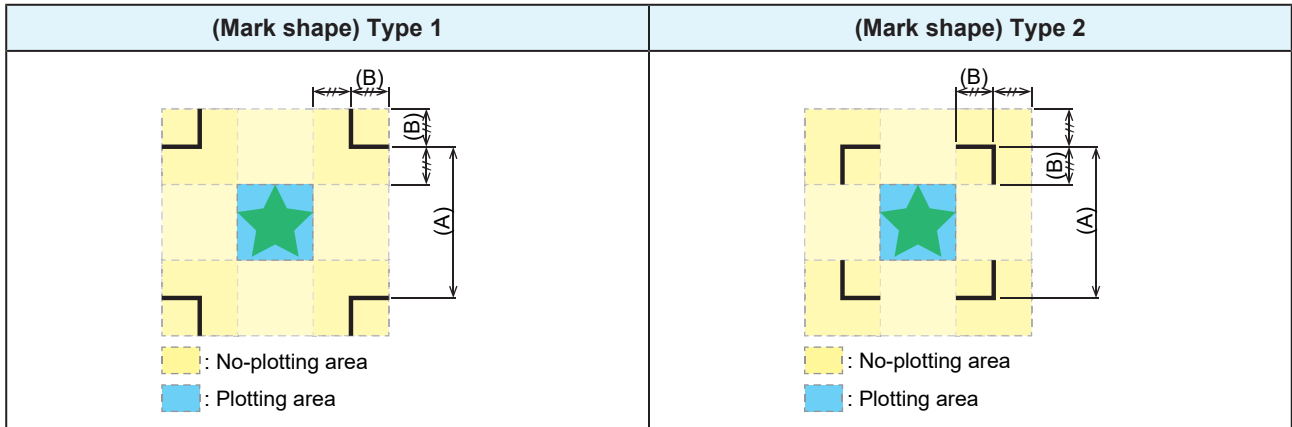 (Mark shape) Type 1
(B)
(B)
(A)
: No-plotting area
: Plotting area
(Mark shape) Type 2
(B)
(B)
(A)
: No-plotting area
: Plotting area